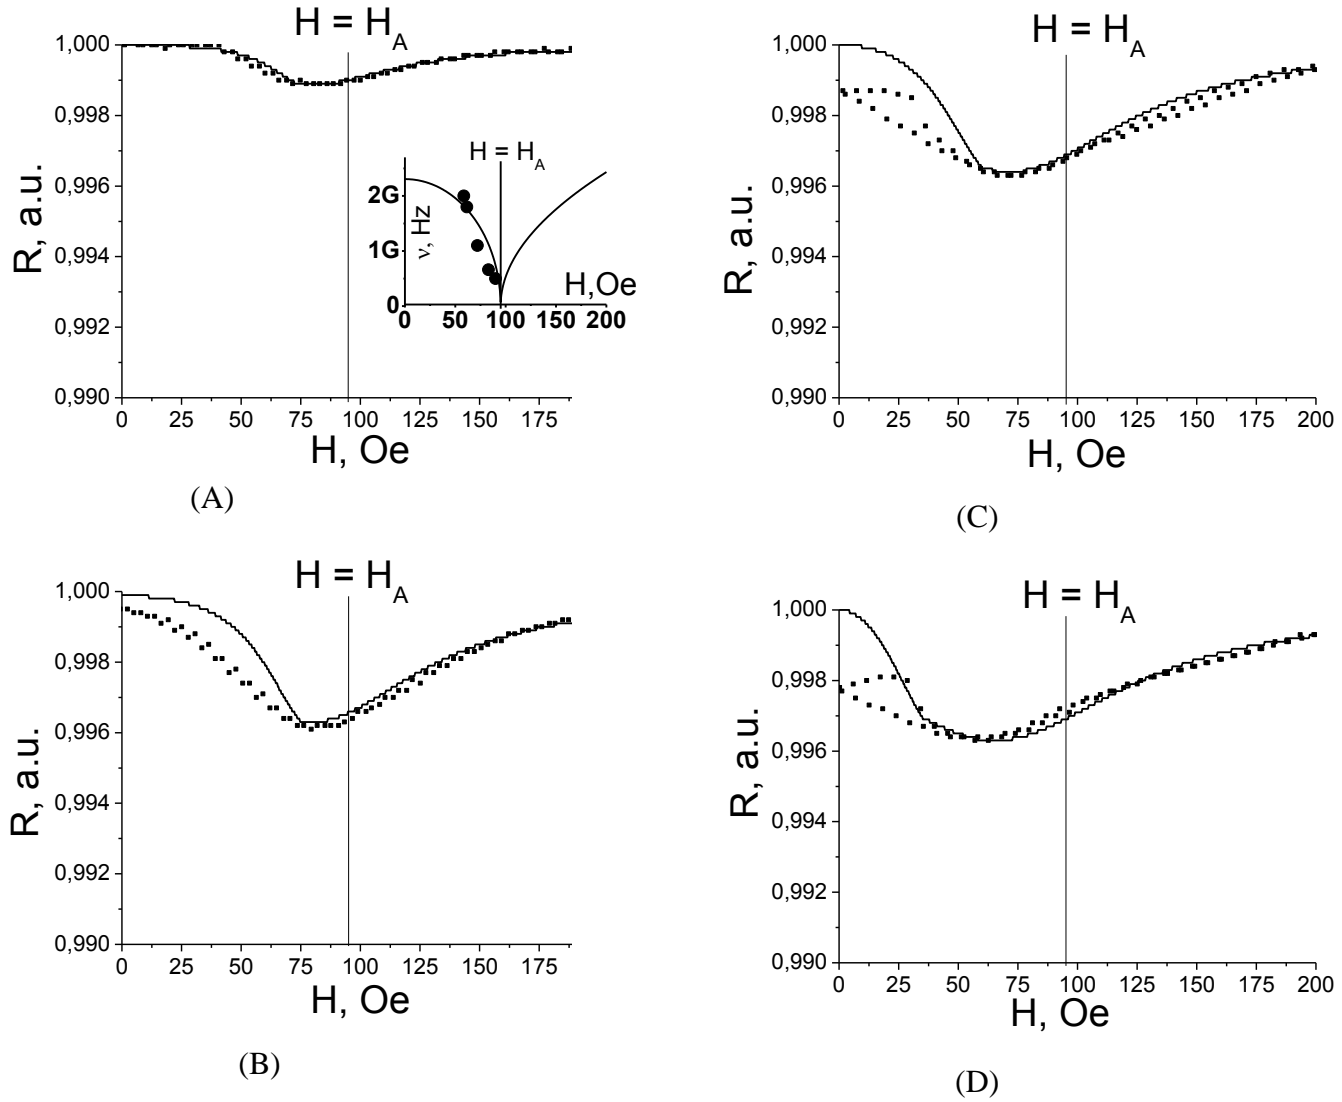 H = H_A
1,000
0,998
0,996
0,994
0,992
0,990
R, a.u.
0 25 50 75 100 125 150 175
H, Oe
H = H_A
2G
1G
0
ν, Hz
H,Oe
0 50 100 150 200
(A)
H = H_A
1,000
0,998
0,996
0,994
0,992
0,990
R, a.u.
0 25 50 75 100 125 150 175 200
H, Oe
(C)
H = H_A
1,000
0,998
0,996
0,994
0,992
0,990
R, a.u.
0 25 50 75 100 125 150 175
H, Oe
(B)
H = H_A
1,000
0,998
0,996
0,994
0,992
0,990
R, a.u.
0 25 50 75 100 125 150 175 200
H, Oe
(D)